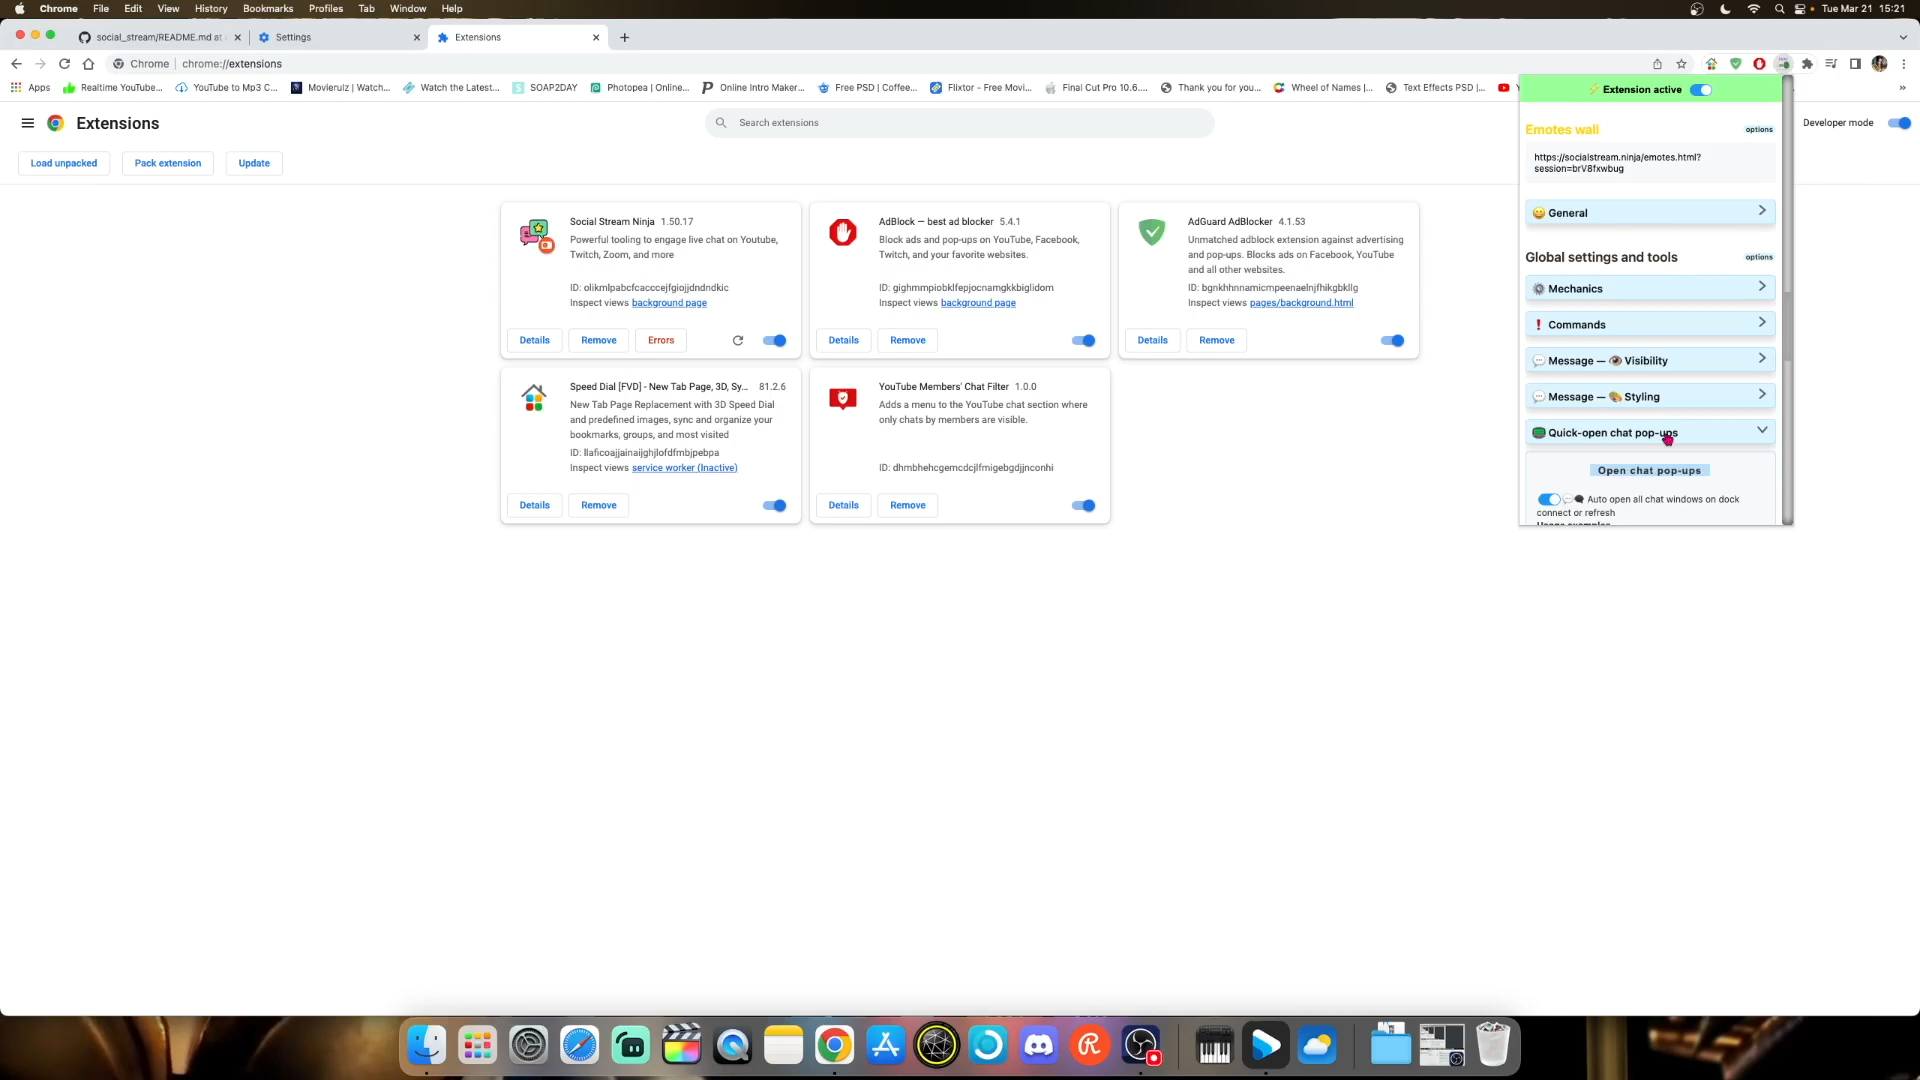 Chrome File Edit View History Bookmarks Profiles Tab Window Help
Tue Mar 21 15:21
social_stream/README.md at
Settings
Extensions
Chrome chrome://extensions
Apps
Realtime YouTube...
YouTube to Mp3 C...
Movierulz | Watch...
Watch the Latest...
SOAP2DAY
Photopea | Online...
Online Intro Maker...
Free PSD | Coffee...
Flixtor - Free Movi...
Final Cut Pro 10.6....
Thank you for you...
Wheel of Names |...
Text Effects PSD |...
Extensions
Search extensions
Developer mode
Load unpacked
Pack extension
Update
Social Stream Ninja 1.50.17
Powerful tooling to engage live chat on Youtube,
Twitch, Zoom, and more
ID: olikmlpabcfcacccejfgiojjdndndkic
Inspect views background page
Details
Remove
Errors
AdBlock — best ad blocker 5.4.1
Block ads and pop-ups on YouTube, Facebook,
Twitch, and your favorite websites.
ID: gighmmpiobklfepjocnamgkkbiglidom
Inspect views background page
Details
Remove
AdGuard AdBlocker 4.1.53
Unmatched adblock extension against advertising
and pop-ups. Blocks ads on Facebook, YouTube
and all other websites.
ID: bgnkhhnnamicmpeenaelnjfhikgbkllg
Inspect views pages/background.html
Details
Remove
Speed Dial [FVD] - New Tab Page, 3D, Sy... 81.2.6
New Tab Page Replacement with 3D Speed Dial
and predefined images, sync and organize your
bookmarks, groups, and most visited
ID: llaficoajjainaijghjlofdfmbjpebpa
Inspect views service worker (Inactive)
Details
Remove
YouTube Members' Chat Filter 1.0.0
Adds a menu to the YouTube chat section where
only chats by members are visible.
ID: dhmbhehcgemcdcjlfmigebgdjjnconhi
Details
Remove
Extension active
Emotes wall options
https://socialstream.ninja/emotes.html?
session=brV8fxwbug
General
Global settings and tools options
Mechanics
Commands
Message — Visibility
Message — Styling
Quick-open chat pop-ups
Open chat pop-ups
Auto open all chat windows on dock
connect or refresh